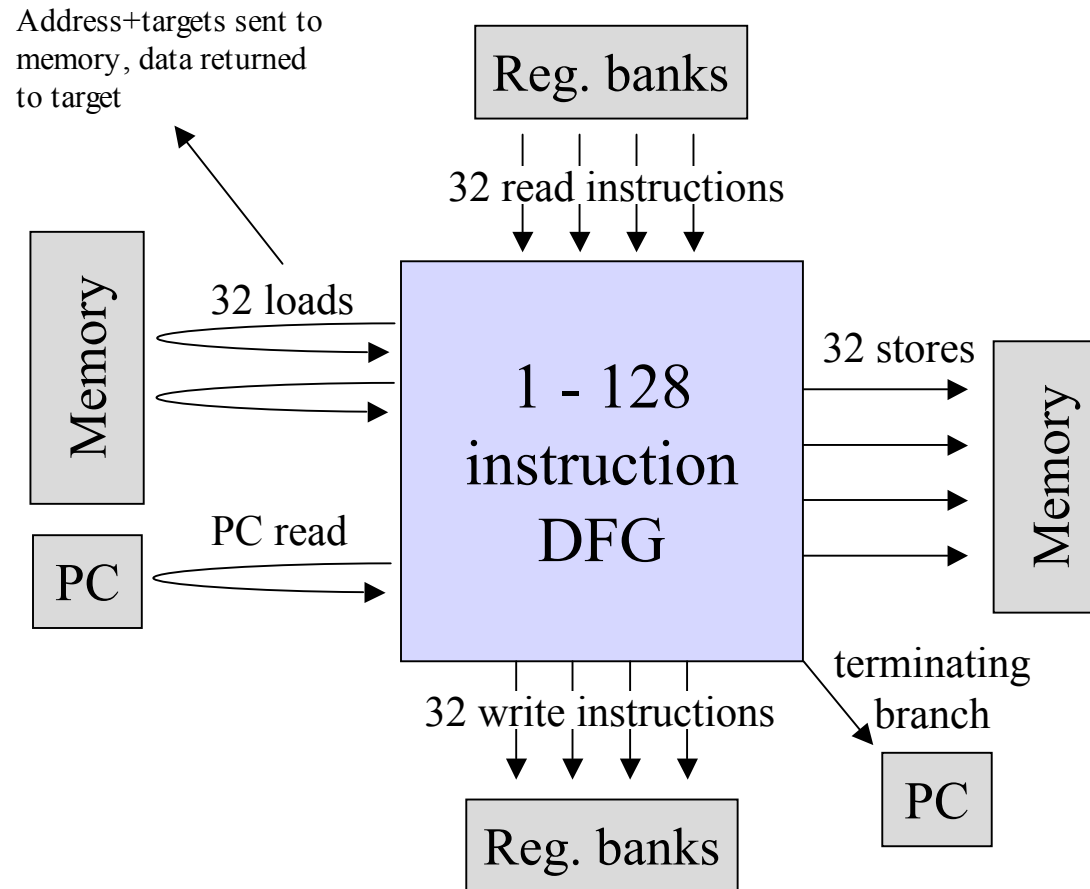 Address+targets sent to
memory, data returned
to target
Reg. banks
32 read instructions
Memory
32 loads
1 - 128
instruction
DFG
32 stores
Memory
PC read
PC
terminating
branch
32 write instructions
PC
Reg. banks